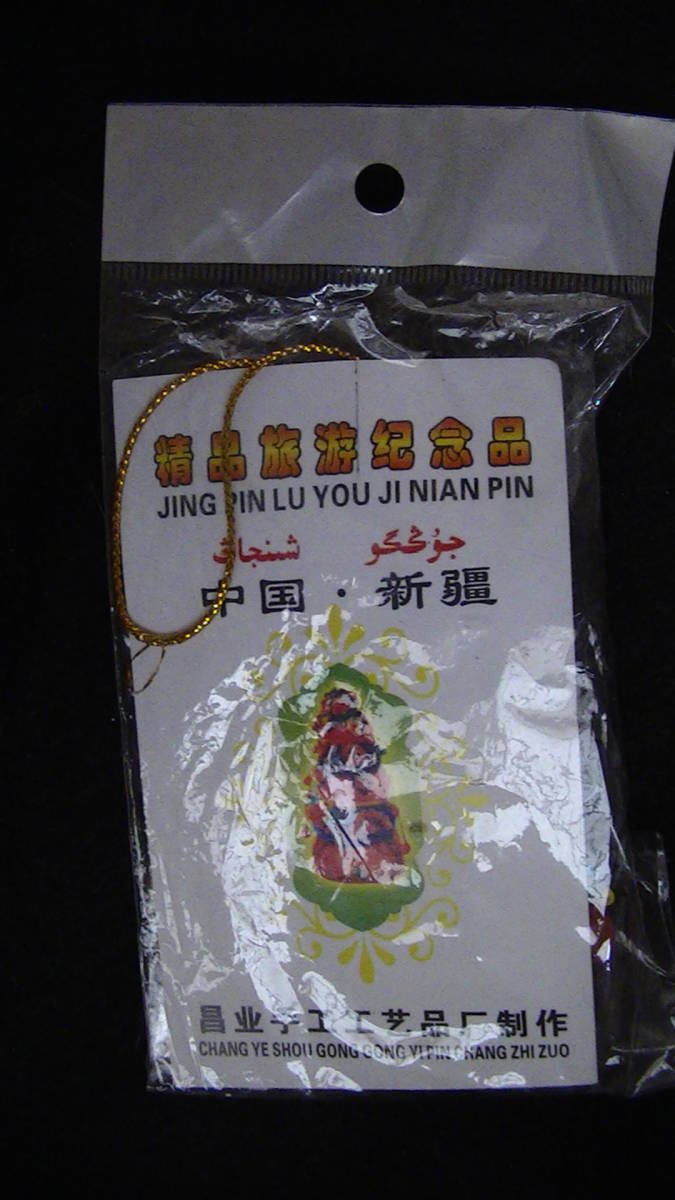 精品旅游纪念品
JING PIN LU YOU JI NIAN PIN
جۇڭگو شىنجاڭ
中国·新疆
昌业手工工艺品厂制作
CHANG YE SHOU GONG GONG YI PIN CHANG ZHI ZUO